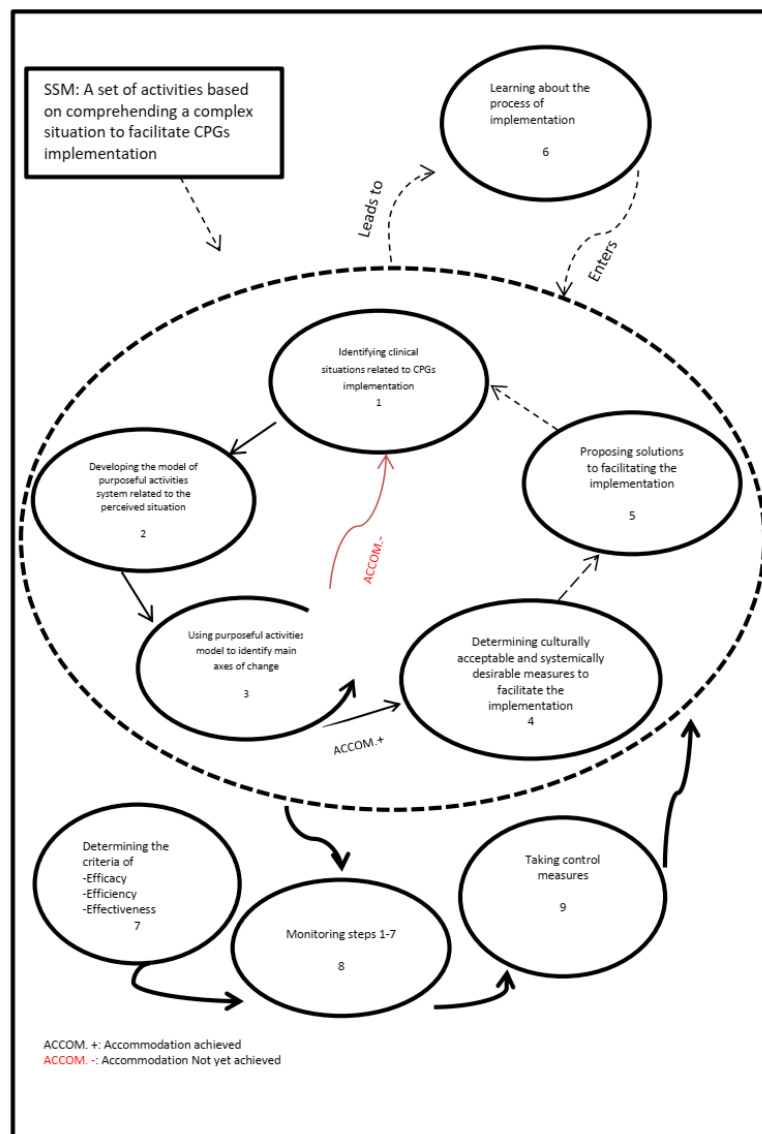 SSM: A set of activities based
on comprehending a complex
situation to facilitate CPGs
implementation
Learning about the
process of
implementation
6
Leads to
Enters
Identifying clinical
situations related to CPGs
implementation
1
Developing the model of
purposeful activities
system related to the
perceived situation
2
Proposing solutions
to facilitating the
implementation
5
ACCOM.-
Using purposeful activities
model to identify main
axes of change
3
Determining culturally
acceptable and systemically
desirable measures to
facilitate the
implementation
4
ACCOM.+
Determining the
criteria of
-Efficacy
-Efficiency
-Effectiveness
7
Taking control
measures
9
Monitoring steps 1-7
8
ACCOM. +: Accommodation achieved
ACCOM. -: Accommodation Not yet achieved